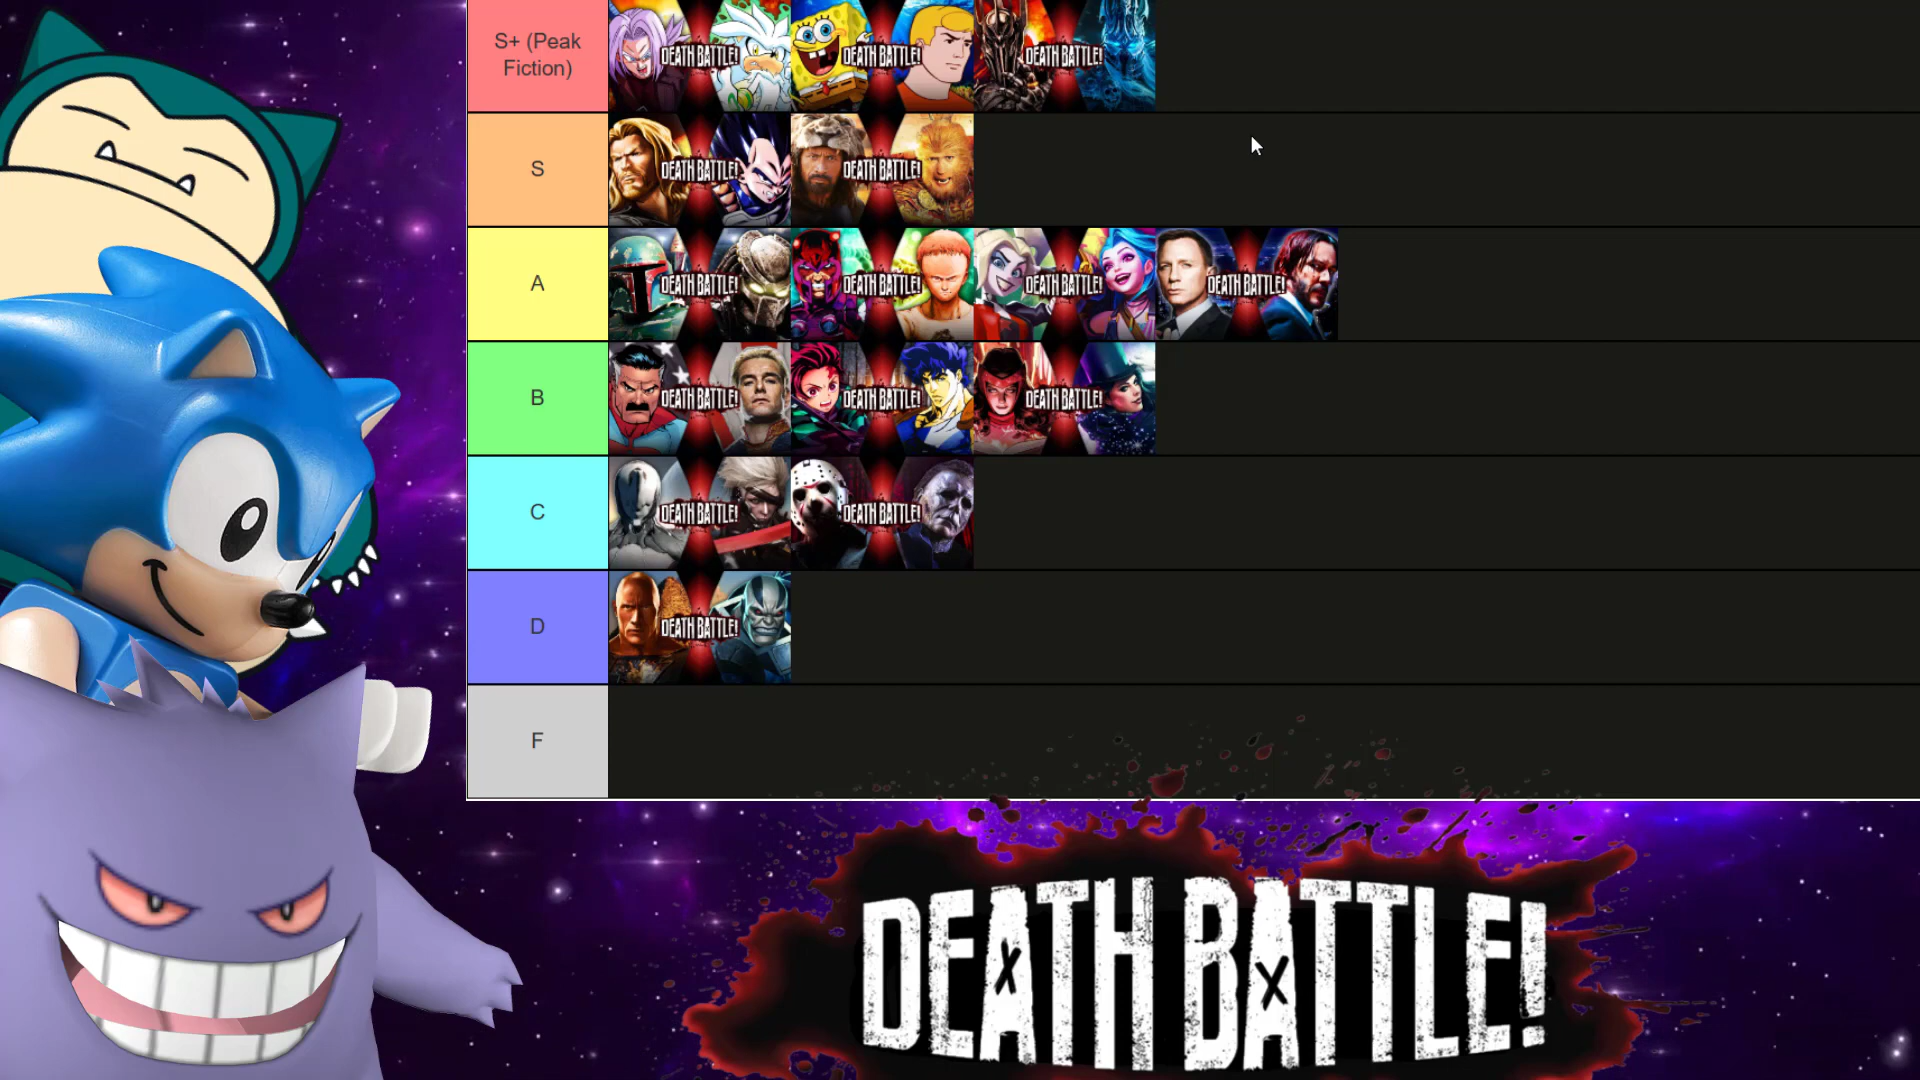 S+ (Peak
Fiction)
DEATH BATTLE! DEATH BATTLE! DEATH BATTLE!
S
DEATH BATTLE! DEATH BATTLE!
A
DEATH BATTLE! DEATH BATTLE! DEATH BATTLE! DEATH BATTLE!
B
DEATH BATTLE! DEATH BATTLE! DEATH BATTLE!
C
DEATH BATTLE! DEATH BATTLE!
D
DEATH BATTLE!
F
DEATH BATTLE!